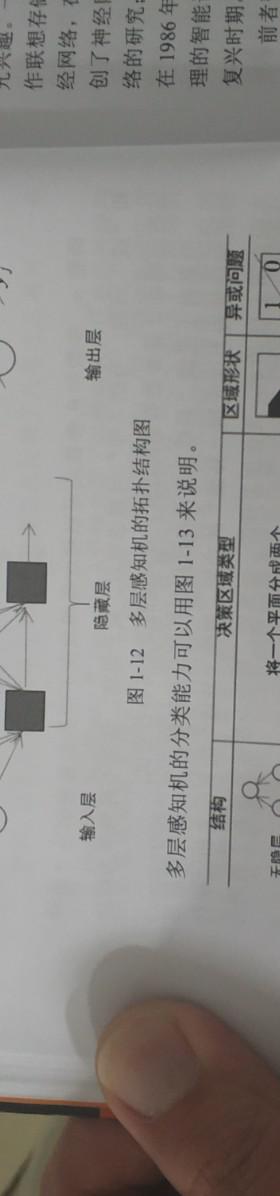 作联想存储
经网络,在
创了神经网
络的研究;
在 1986 年
理的智能
复兴时期。
前者
输入层 隐藏层 输出层
图 1-12 多层感知机的拓扑结构图
多层感知机的分类能力可以用图 1-13 来说明。
结构 决策区域类型 区域形状 异或问题
无隐层 将一个平面分成两个 1 0